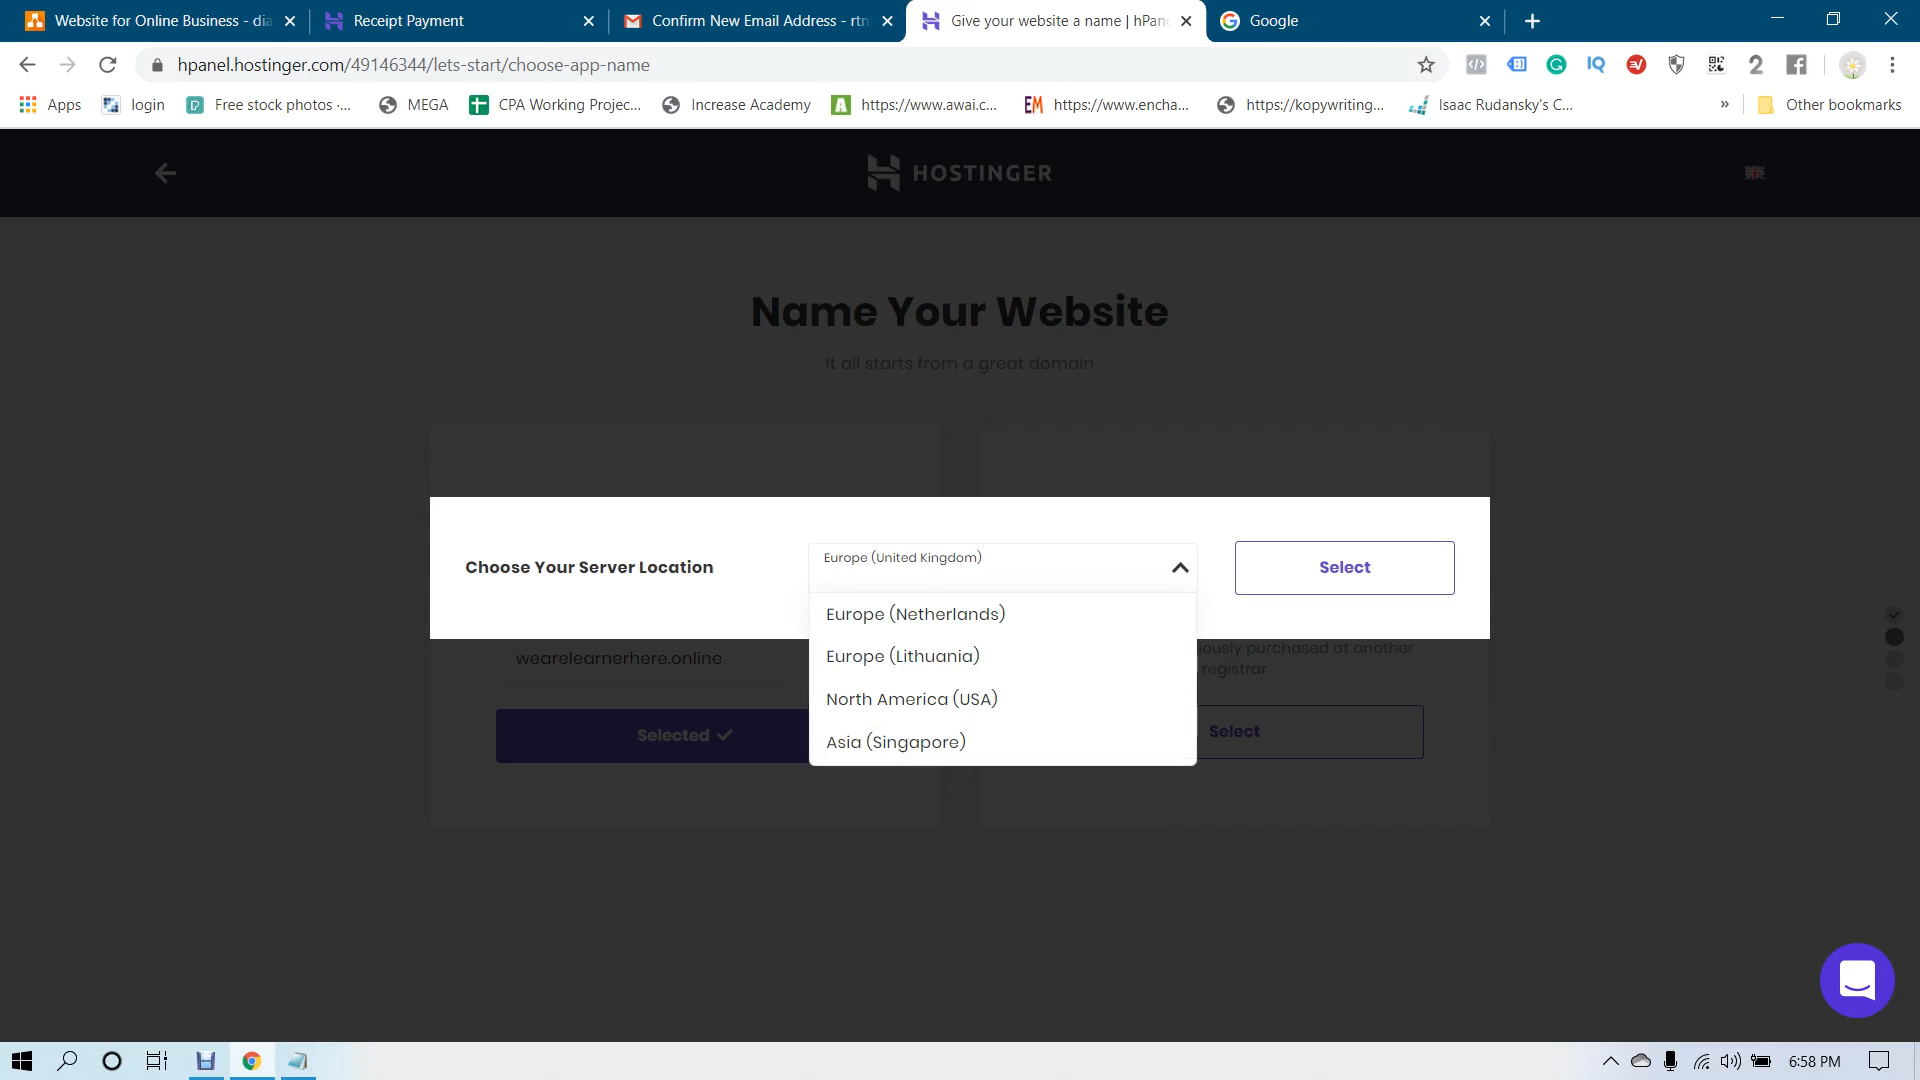 Website for Online Business - dia
Receipt Payment
Confirm New Email Address - rtn
Give your website a name | hPan
Google
hpanel.hostinger.com/49146344/lets-start/choose-app-name
Apps
login
Free stock photos ·...
MEGA
CPA Working Projec...
Increase Academy
https://www.awai.c...
EM
https://www.encha...
https://kopywriting...
Isaac Rudansky's C...
»
Other bookmarks
HOSTINGER
Name Your Website
It all starts from a great domain
Choose Your Server Location
Europe (United Kingdom)
Select
Europe (Netherlands)
Europe (Lithuania)
North America (USA)
Asia (Singapore)
wearelearnerhere.online
iously purchased at another
registrar
Selected
Select
6:58 PM